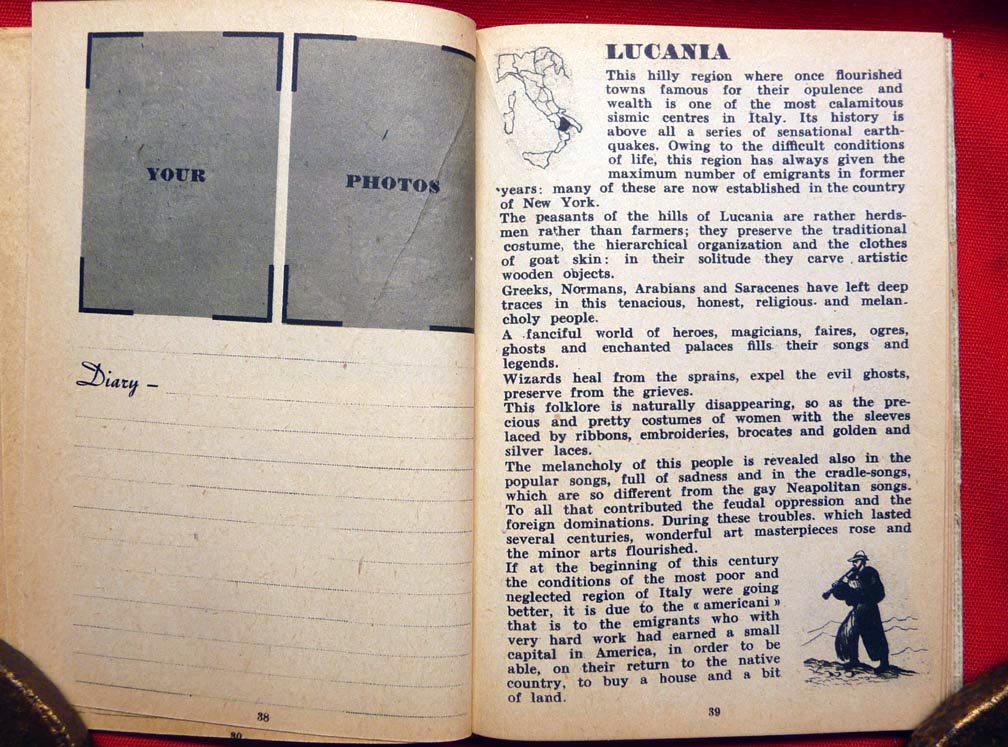 YOUR
PHOTOS
Diary –
38
30
LUCANIA
This hilly region where once flourished
towns famous for their opulence and
wealth is one of the most calamitous
sismic centres in Italy. Its history is
above all a series of sensational earth-
quakes. Owing to the difficult conditions
of life, this region has always given the
maximum number of emigrants in former
years: many of these are now established in the country
of New York.
The peasants of the hills of Lucania are rather herds-
men rather than farmers; they preserve the traditional
costume, the hierarchical organization and the clothes
of goat skin: in their solitude they carve artistic
wooden objects.
Greeks, Normans, Arabians and Saracenes have left deep
traces in this tenacious, honest, religious and melan-
choly people.
A fanciful world of heroes, magicians, faires, ogres,
ghosts and enchanted palaces fills their songs and
legends.
Wizards heal from the sprains, expel the evil ghosts,
preserve from the grieves.
This folklore is naturally disappearing, so as the pre-
cious and pretty costumes of women with the sleeves
laced by ribbons, embroideries, brocates and golden and
silver laces.
The melancholy of this people is revealed also in the
popular songs, full of sadness and in the cradle-songs,
which are so different from the gay Neapolitan songs.
To all that contributed the feudal oppression and the
foreign dominations. During these troubles. which lasted
several centuries, wonderful art masterpieces rose and
the minor arts flourished.
If at the beginning of this century
the conditions of the most poor and
neglected region of Italy were going
better, it is due to the « americani »
that is to the emigrants who with
very hard work had earned a small
capital in America, in order to be
able, on their return to the native
country, to buy a house and a bit
of land.
39